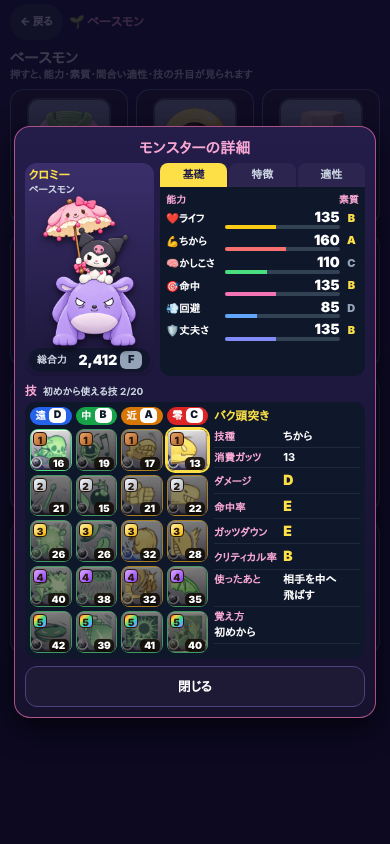 ← 戻る
🌱 ベースモン
ベースモン
押すと、能力・素質・間合い適性・技の升目が見られます
モンスターの詳細
クロミー
ベースモン
総合力 2,412 F
基礎 特徴 適性
能力 素質
❤️ライフ 135 B
💪ちから 160 A
🧠かしこさ 110 C
🎯命中 135 B
💨回避 85 D
🛡️丈夫さ 135 B
技 初めから使える技 2/20
遠 D 中 B 近 A 零 C
1 16 1 19 1 17 1 13
2 21 2 15 2 21 2 22
3 26 3 26 3 32 3 28
4 40 4 38 4 32 4 35
5 42 5 39 5 41 5 40
バク頭突き
技種 ちから
消費ガッツ 13
ダメージ D
命中率 E
ガッツダウン E
クリティカル率 B
使ったあと 相手を中へ
飛ばす
覚え方
初めから
閉じる